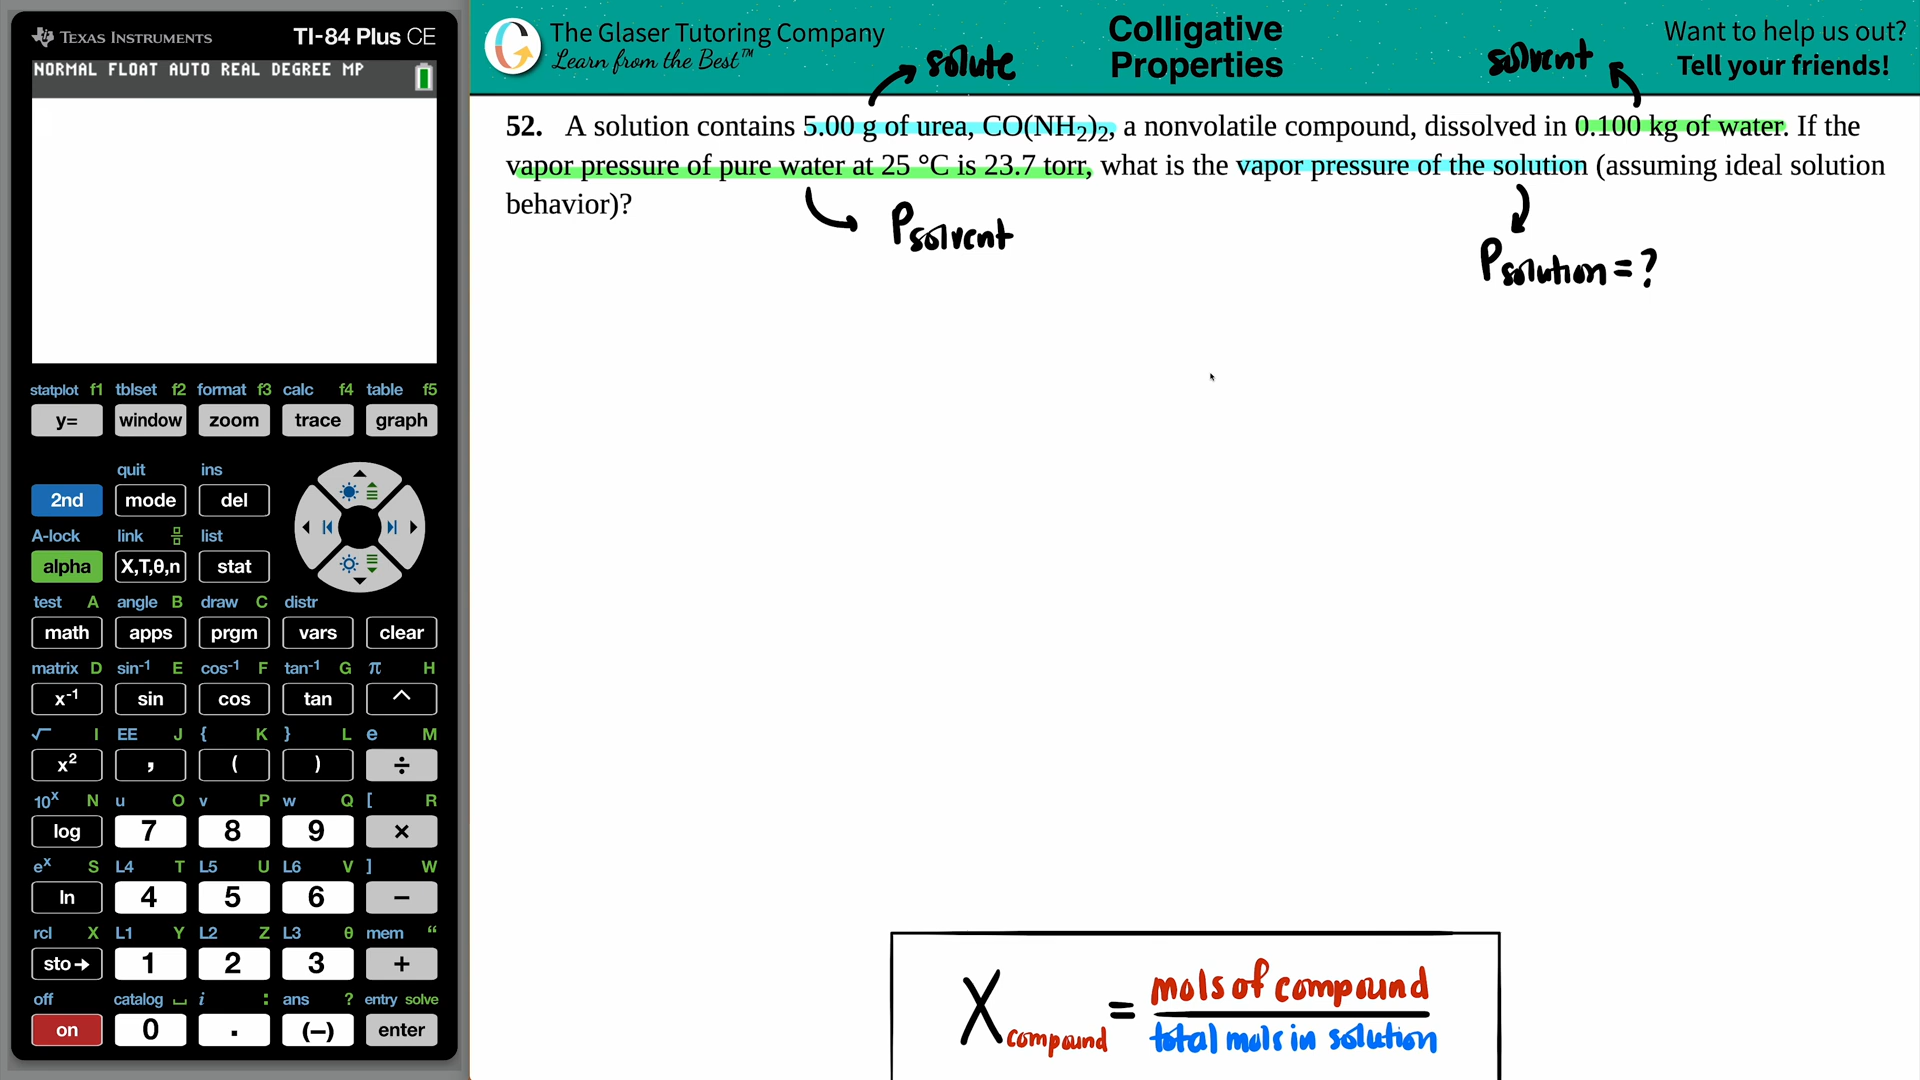 TEXAS INSTRUMENTS TI-84 Plus CE
NORMAL FLOAT AUTO REAL DEGREE MP
statplot f1 tblset f2 format f3 calc f4 table f5
y= window zoom trace graph
quit ins
2nd mode del
A-lock link list
alpha X,T,θ,n stat
test A angle B draw C distr
math apps prgm vars clear
matrix D sin⁻¹ E cos⁻¹ F tan⁻¹ G π H
x⁻¹ sin cos tan ^
√ I EE J { K } L e M
x² , ( ) ÷
10ˣ N u O v P w Q [ R
log 7 8 9 ×
eˣ S L4 T L5 U L6 V ] W
ln 4 5 6 −
rcl X L1 Y L2 Z L3 θ mem “
sto→ 1 2 3 +
off catalog ⎵ i : ans ? entry solve
on 0 . (−) enter
The Glaser Tutoring Company
Learn from the Best™
Colligative
Properties
Want to help us out?
Tell your friends!
solute
solvent
52. A solution contains 5.00 g of urea, CO(NH₂)₂, a nonvolatile compound, dissolved in 0.100 kg of water. If the
vapor pressure of pure water at 25 °C is 23.7 torr, what is the vapor pressure of the solution (assuming ideal solution
behavior)?
Psolvent
Psolution = ?
Xcompound = mols of compound
total mols in solution